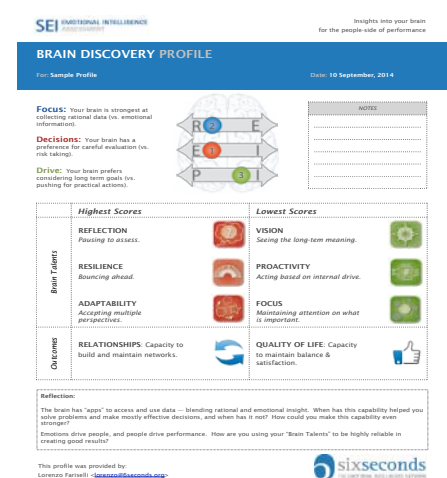 SEI EMOTIONAL INTELLIGENCE
ASSESSMENT
Insights into your brain
for the people-side of performance
BRAIN DISCOVERY PROFILE
For: Sample Profile
Date: 10 September, 2014
Focus: Your brain is strongest at
collecting rational data (vs. emotional
information).
Decisions: Your brain has a
preference for careful evaluation (vs.
risk taking).
Drive: Your brain prefers
considering long term goals (vs.
pushing for practical actions).
R 2 E
E 1 I
P 3 I
NOTES
Highest Scores
Lowest Scores
Brain Talents
REFLECTION
Pausing to assess.
VISION
Seeing the long-tem meaning.
RESILIENCE
Bouncing ahead.
PROACTIVITY
Acting based on internal drive.
ADAPTABILITY
Accepting multiple
perspectives.
FOCUS
Maintaining attention on what
is important.
Outcomes
RELATIONSHIPS: Capacity to
build and maintain networks.
QUALITY OF LIFE: Capacity
to maintain balance &
satisfaction.
Reflection:
The brain has "apps" to access and use data -- blending rational and emotional insight. When has this capability helped you
solve problems and make mostly effective decisions, and when has it not? How could you make this capability even
stronger?
Emotions drive people, and people drive performance. How are you using your "Brain Talents" to be highly reliable in
creating good results?
This profile was provided by:
Lorenzo Fariselli <lorenzo@6seconds.org>
sixseconds
THE EMOTIONAL INTELLIGENCE NETWORK